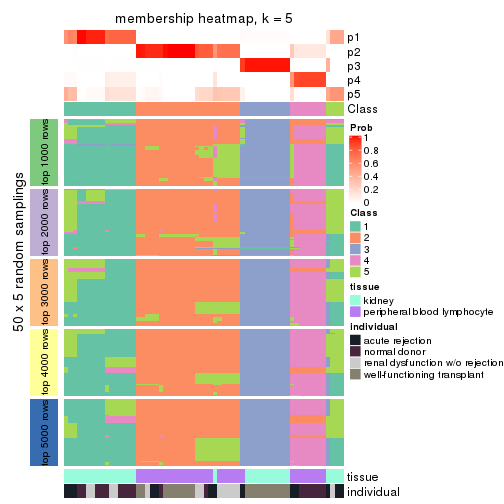 membership heatmap, k = 5
p1
p2
p3
p4
p5
Class
50 x 5 random samplings
top 1000 rows
top 2000 rows
top 3000 rows
top 4000 rows
top 5000 rows
tissue
individual
Prob
1
0.8
0.6
0.4
0.2
0
Class
1
2
3
4
5
tissue
kidney
peripheral blood lymphocyte
individual
acute rejection
normal donor
renal dysfunction w/o rejection
well-functioning transplant